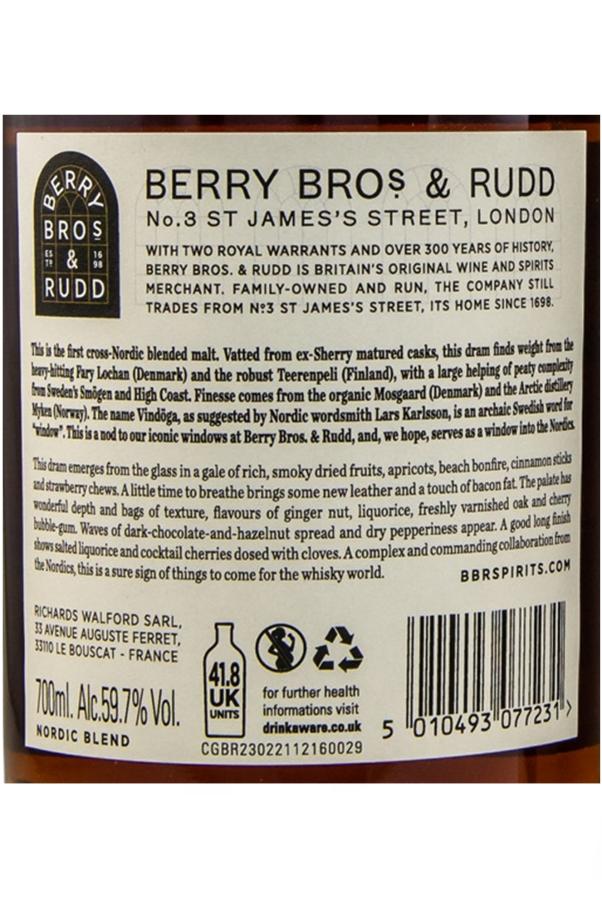 BERRY
BROS
ESTD 1698
&
RUDD
BERRY BROS & RUDD
No.3 ST JAMES'S STREET, LONDON
WITH TWO ROYAL WARRANTS AND OVER 300 YEARS OF HISTORY,
BERRY BROS. & RUDD IS BRITAIN'S ORIGINAL WINE AND SPIRITS
MERCHANT. FAMILY-OWNED AND RUN, THE COMPANY STILL
TRADES FROM Nº3 ST JAMES'S STREET, ITS HOME SINCE 1698.
This is the first cross-Nordic blended malt. Vatted from ex-Sherry matured casks, this dram finds weight from the
heavy-hitting Fary Lochan (Denmark) and the robust Teerenpeli (Finland), with a large helping of peaty complexity
from Sweden's Smögen and High Coast. Finesse comes from the organic Mosgaard (Denmark) and the Arctic distillery
Myken (Norway). The name Vindöga, as suggested by Nordic wordsmith Lars Karlsson, is an archaic Swedish word for
"window". This is a nod to our iconic windows at Berry Bros. & Rudd, and, we hope, serves as a window into the Nordics.
This dram emerges from the glass in a gale of rich, smoky dried fruits, apricots, beach bonfire, cinnamon sticks
and strawberry chews. A little time to breathe brings some new leather and a touch of bacon fat. The palate has
wonderful depth and bags of texture, flavours of ginger nut, liquorice, freshly varnished oak and cherry
bubble-gum. Waves of dark-chocolate-and-hazelnut spread and dry pepperiness appear. A good long finish
shows salted liquorice and cocktail cherries dosed with cloves. A complex and commanding collaboration from
the Nordics, this is a sure sign of things to come for the whisky world.
BBRSPIRITS.COM
RICHARDS WALFORD SARL,
33 AVENUE AUGUSTE FERRET,
33110 LE BOUSCAT - FRANCE
700ml. Alc.59.7% Vol.
NORDIC BLEND
41.8
UK
UNITS
for further health
informations visit
drinkaware.co.uk
CGBR23022112160029
5 010493 077231 >